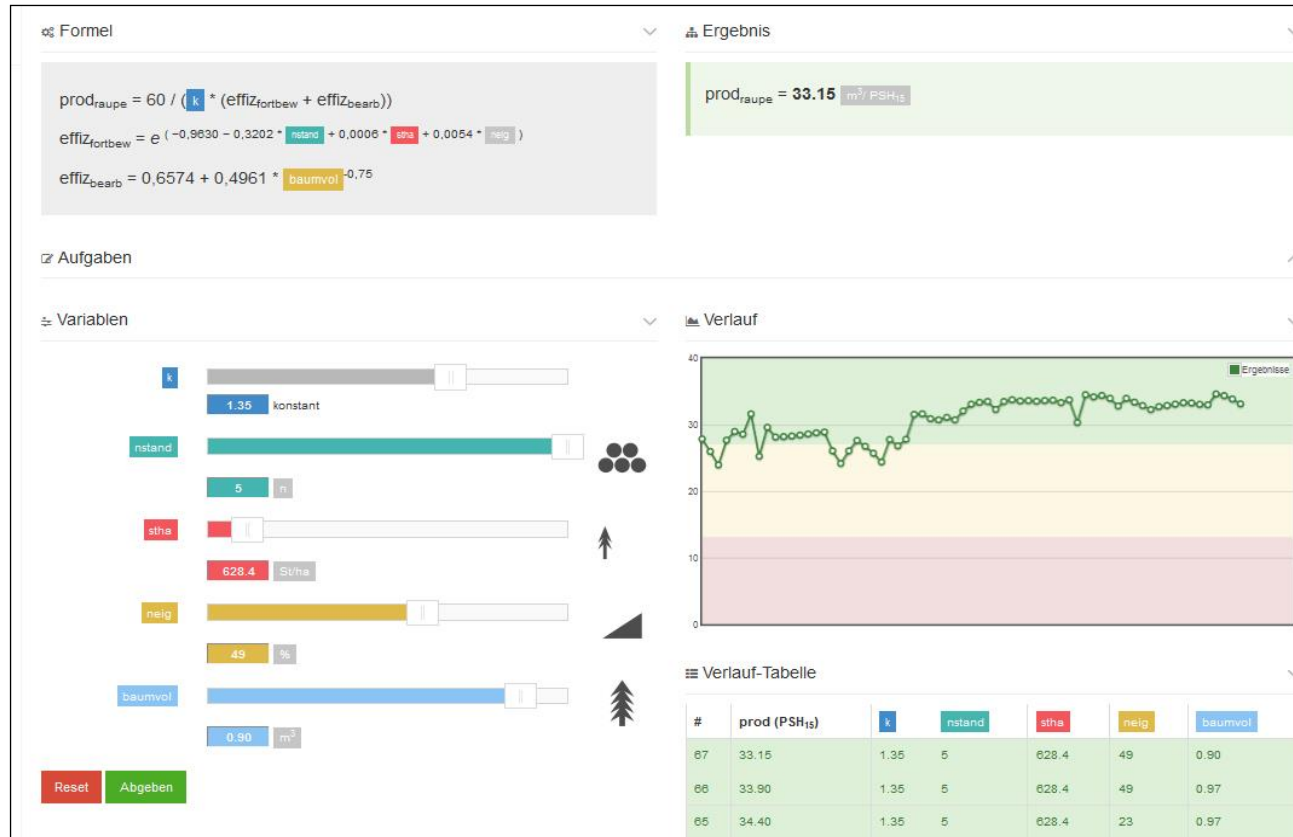 Formel
prod_raupe = 60 / ( k * (effiz_fortbew + effiz_bearb))
effiz_fortbew = e ( −0,9630 − 0,3202 * nstand + 0,0006 * stha + 0,0054 * neig )
effiz_bearb = 0,6574 + 0,4961 * baumvol -0,75
Ergebnis
prod_raupe = 33.15 m³/ PSH₁₅
Aufgaben
Variablen
k
1.35 konstant
nstand
5 n
stha
628.4 St/ha
neig
49 %
baumvol
0.90 m³
Reset Abgeben
Verlauf
40
30
20
10
0
Ergebnisse
Verlauf-Tabelle
# prod (PSH₁₅) k nstand stha neig baumvol
67 33.15 1.35 5 628.4 49 0.90
66 33.90 1.35 5 628.4 49 0.97
65 34.40 1.35 5 628.4 23 0.97